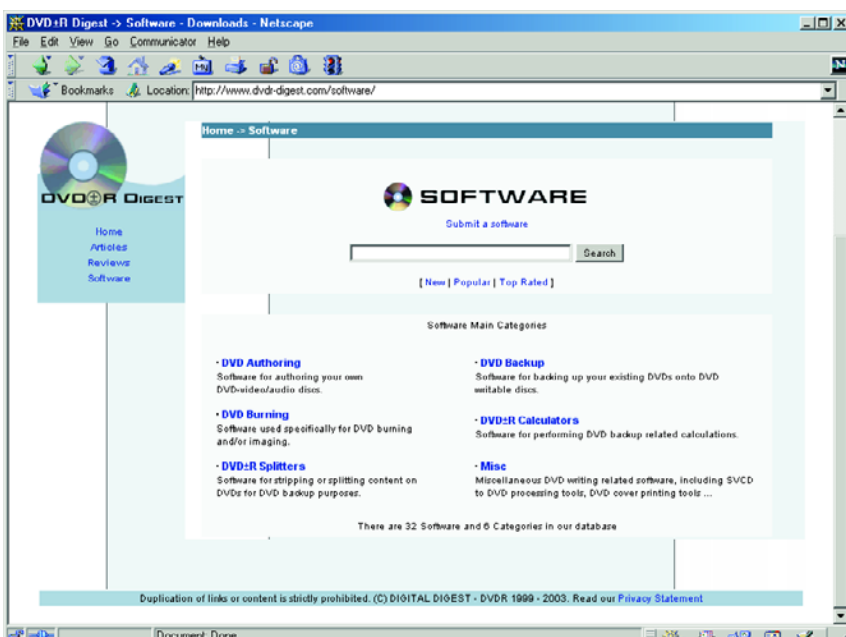 DVD±R Digest -> Software - Downloads - Netscape
File Edit View Go Communicator Help
Bookmarks Location: http://www.dvdr-digest.com/software/
Home -> Software
DVD±R DIGEST
Home
Articles
Reviews
Software
SOFTWARE
Submit a software
Search
[ New | Popular | Top Rated ]
Software Main Categories
· DVD Authoring
Software for authoring your own
DVD-video/audio discs.
· DVD Burning
Software used specifically for DVD burning
and/or imaging.
· DVD±R Splitters
Software for stripping or splitting content on
DVDs for DVD backup purposes.
· DVD Backup
Software for backing up your existing DVDs onto DVD
writable discs.
· DVD±R Calculators
Software for performing DVD backup related calculations.
· Misc
Miscellaneous DVD writing related software, including SVCD
to DVD processing tools, DVD cover printing tools ...
There are 32 Software and 6 Categories in our database
Duplication of links or content is strictly prohibited. (C) DIGITAL DIGEST - DVDR 1999 - 2003. Read our Privacy Statement
Document: Done